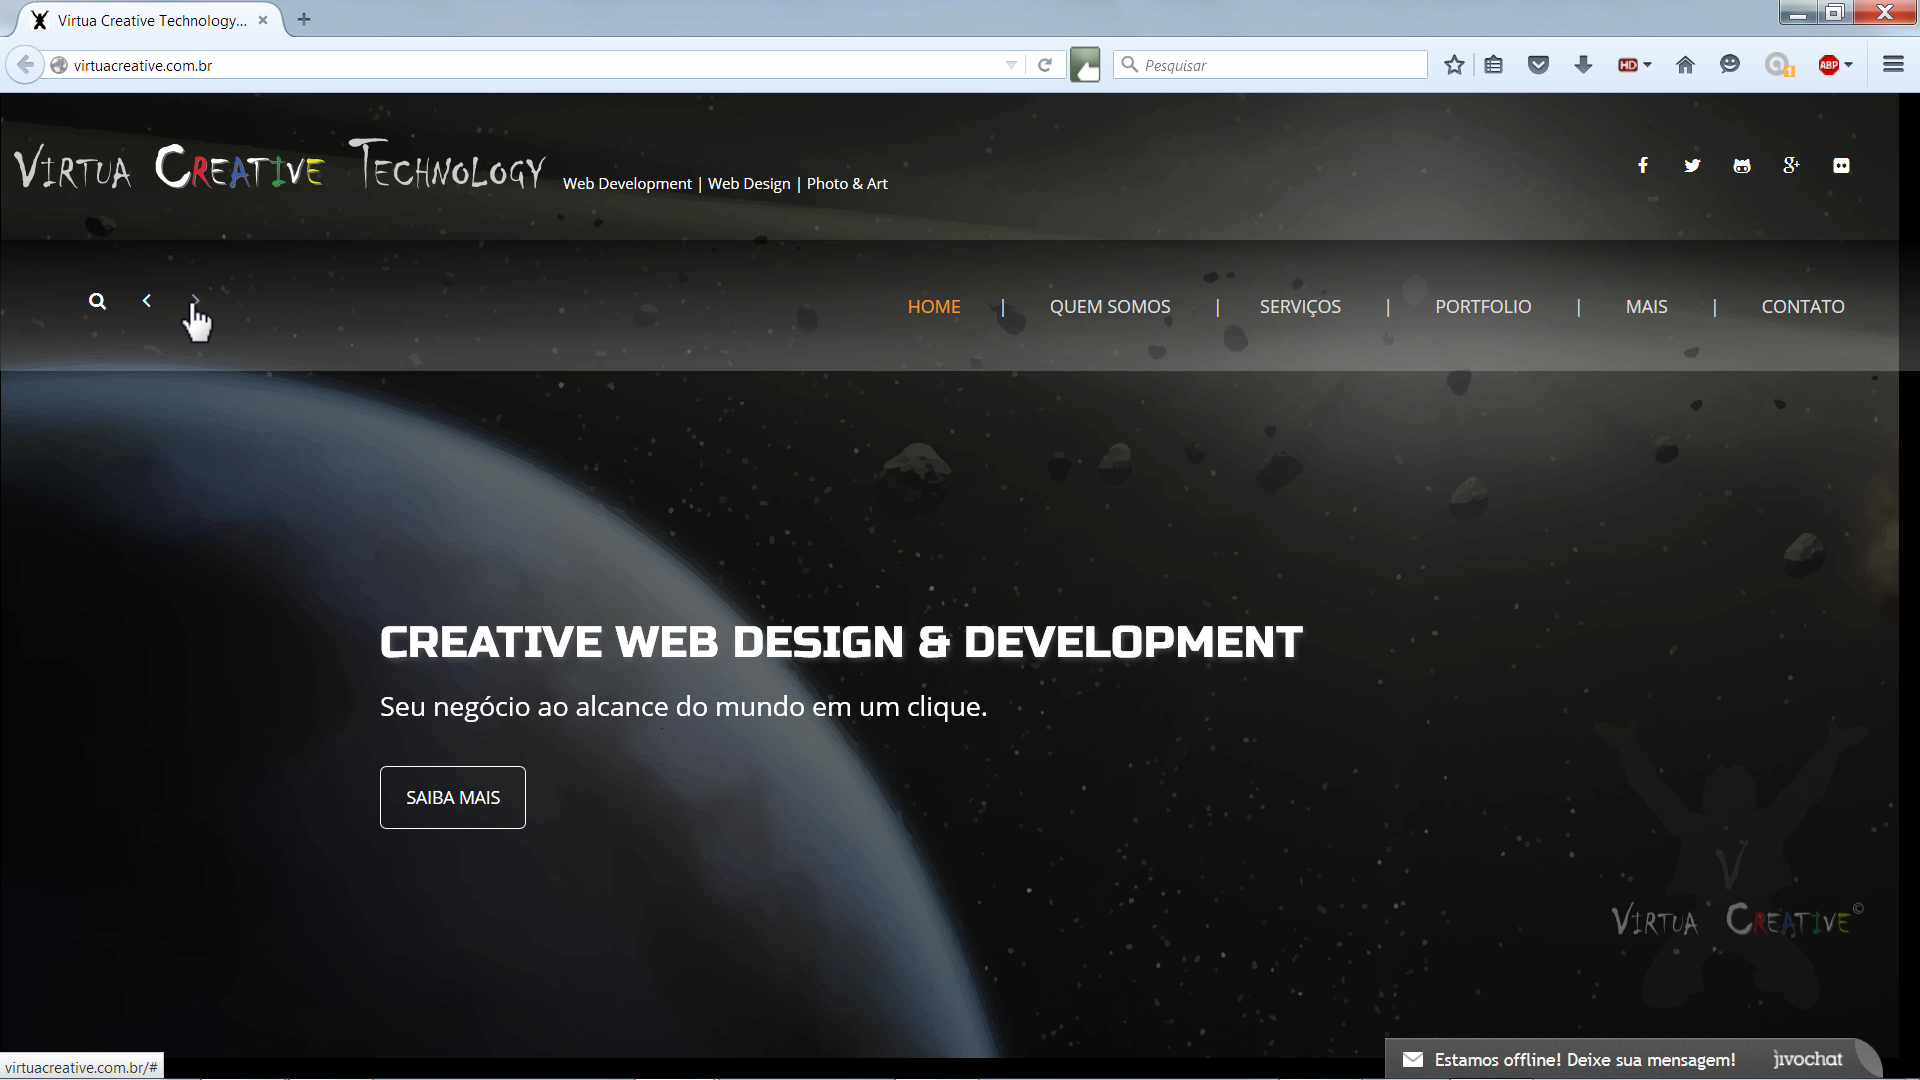 Virtua Creative Technology...
virtuacreative.com.br
Pesquisar
HD
1
ABP
Virtua Creative Technology
Web Development | Web Design | Photo & Art
HOME | QUEM SOMOS | SERVIÇOS | PORTFOLIO | MAIS | CONTATO
CREATIVE WEB DESIGN & DEVELOPMENT
Seu negócio ao alcance do mundo em um clique.
SAIBA MAIS
V
Virtua Creative©
virtuacreative.com.br/#
Estamos offline! Deixe sua mensagem! jivochat